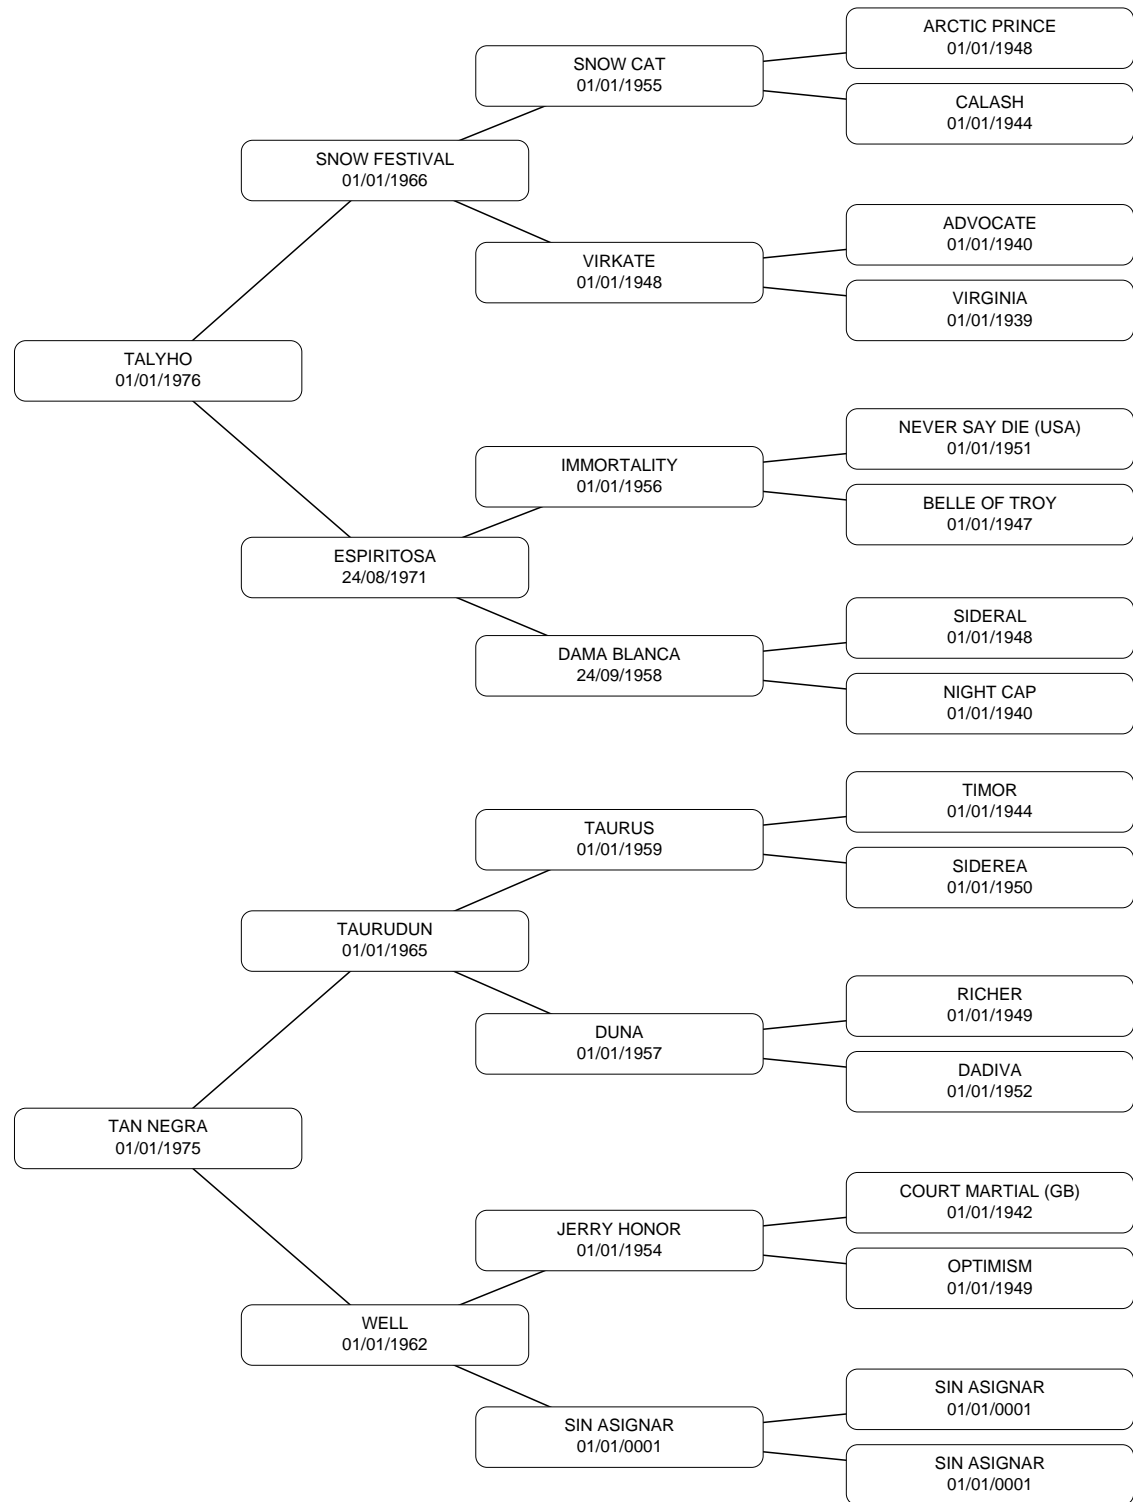 ARCTIC PRINCE
01/01/1948
SNOW CAT
01/01/1955
CALASH
01/01/1944
SNOW FESTIVAL
01/01/1966
ADVOCATE
01/01/1940
VIRKATE
01/01/1948
VIRGINIA
01/01/1939
TALYHO
01/01/1976
NEVER SAY DIE (USA)
01/01/1951
IMMORTALITY
01/01/1956
BELLE OF TROY
01/01/1947
ESPIRITOSA
24/08/1971
SIDERAL
01/01/1948
DAMA BLANCA
24/09/1958
NIGHT CAP
01/01/1940
TIMOR
01/01/1944
TAURUS
01/01/1959
SIDEREA
01/01/1950
TAURUDUN
01/01/1965
RICHER
01/01/1949
DUNA
01/01/1957
DADIVA
01/01/1952
TAN NEGRA
01/01/1975
COURT MARTIAL (GB)
01/01/1942
JERRY HONOR
01/01/1954
OPTIMISM
01/01/1949
WELL
01/01/1962
SIN ASIGNAR
01/01/0001
SIN ASIGNAR
01/01/0001
SIN ASIGNAR
01/01/0001